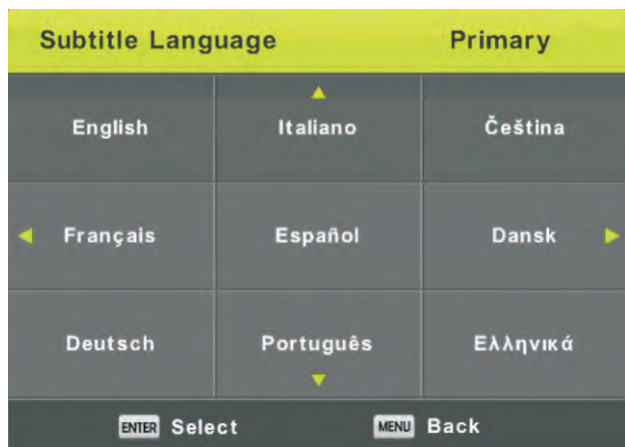 Subtitle Language Primary
English Italiano Čeština
Français Español Dansk
Deutsch Português Ελληνικά
ENTER Select MENU Back